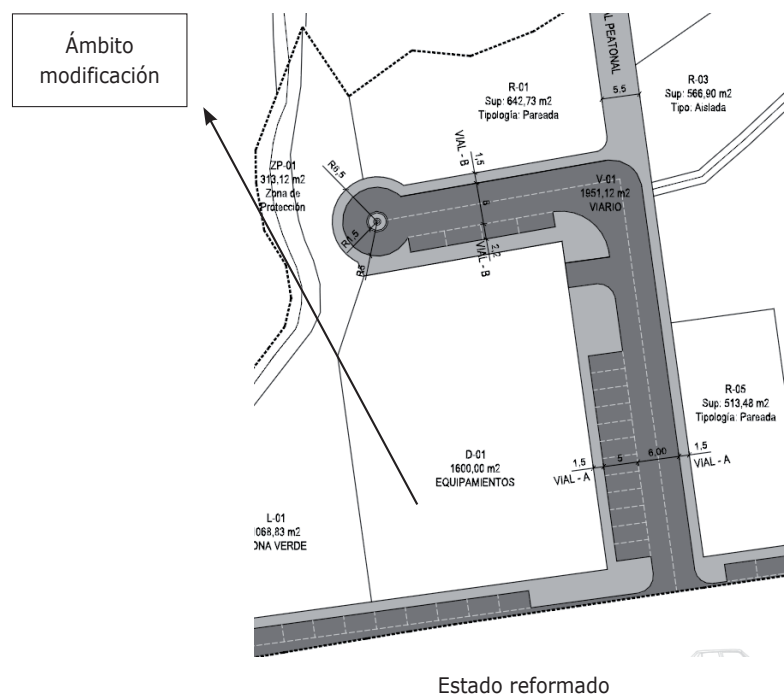 Ámbito
modificación
AL PEATONAL
R-01
Sup: 642,73 m2
Tipología: Pareada
5.5
R-03
Sup: 566,90 m2
Tipo: Aislada
ZP-01
313,12 m2
Zona de
Protección
R6,5
VIAL - B
1,5
V-01
1951,12 m2
VIARIO
6
R1,5
R6
2,2
VIAL - B
R-05
Sup: 513,48 m2
Tipología: Pareada
D-01
1600,00 m2
EQUIPAMIENTOS
1,5
VIAL - A
5
6,00
1,5
VIAL - A
L-01
1068,83 m2
ONA VERDE
Estado reformado